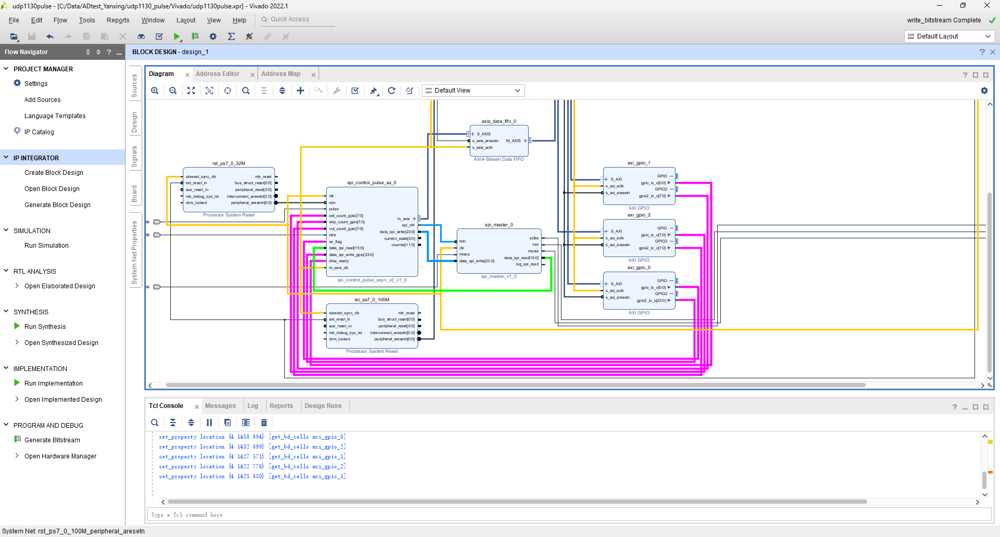 udp1130pulse - [C:/Data/ADtest_Yanxing/udp1130_pulse/Vivado/udp1130pulse.xpr] - Vivado 2022.1
File Edit Flow Tools Reports Window Layout View Help Quick Access
write_bitstream Complete
Default Layout
Flow Navigator
PROJECT MANAGER
Settings
Add Sources
Language Templates
IP Catalog
IP INTEGRATOR
Create Block Design
Open Block Design
Generate Block Design
SIMULATION
Run Simulation
RTL ANALYSIS
Open Elaborated Design
SYNTHESIS
Run Synthesis
Open Synthesized Design
IMPLEMENTATION
Run Implementation
Open Implemented Design
PROGRAM AND DEBUG
Generate Bitstream
Open Hardware Manager
BLOCK DESIGN - design_1
Sources
Design
Signals
Board
System Net Properties
Diagram Address Editor Address Map
Default View
axis_data_fifo_0
S_AXIS
s_axis_aresetn M_AXIS
s_axis_aclk
AXI4-Stream Data FIFO
rst_ps7_0_32M
slowest_sync_clk mb_reset
ext_reset_in bus_struct_reset[0:0]
aux_reset_in peripheral_reset[0:0]
mb_debug_sys_rst interconnect_aresetn[0:0]
dcm_locked peripheral_aresetn[0:0]
Processor System Reset
spi_control_pulse_as_0
clk
rstn
pulse
set_count_gpio[7:0]
skip_count_gpio[7:0]
cut_count_gpio[7:0]
rdre
wr_flag
data_spi_read[15:0]
data_spi_write_gpio[23:0]
dma_ready
m_axis_clk
m_axis
spi_ctrl
data_spi_write[23:0]
current_state[3:0]
counter[11:0]
spi_control_pulse_asyn_v2_v1_0
spi_master_0
rstn
clk
misoe
data_spi_write[23:0]
sclke
cse
mosie
data_spi_read[15:0]
sig_spi_read
spi_master_v1_0
rst_ps7_0_100M
slowest_sync_clk mb_reset
ext_reset_in bus_struct_reset[0:0]
aux_reset_in peripheral_reset[0:0]
mb_debug_sys_rst interconnect_aresetn[0:0]
dcm_locked peripheral_aresetn[0:0]
Processor System Reset
axi_gpio_1
S_AXI
s_axi_aclk
s_axi_aresetn
GPIO
gpio_io_o[0:0]
GPIO2
gpio2_io_o[7:0]
AXI GPIO
axi_gpio_2
S_AXI
s_axi_aclk
s_axi_aresetn
GPIO
gpio_io_o[7:0]
GPIO2
gpio2_io_o[7:0]
AXI GPIO
axi_gpio_0
S_AXI
s_axi_aclk
s_axi_aresetn
GPIO
gpio_io_o[0:0]
GPIO2
gpio2_io_o[23:0]
AXI GPIO
Tcl Console Messages Log Reports Design Runs
set_property location {4 1450 894} [get_bd_cells axi_gpio_0]
set_property location {4 1432 699} [get_bd_cells axi_gpio_2]
set_property location {4 1427 571} [get_bd_cells axi_gpio_1]
set_property location {4 1422 776} [get_bd_cells axi_gpio_2]
set_property location {4 1425 650} [get_bd_cells axi_gpio_1]
Type a Tcl command here
System Net: rst_ps7_0_100M_peripheral_aresetn